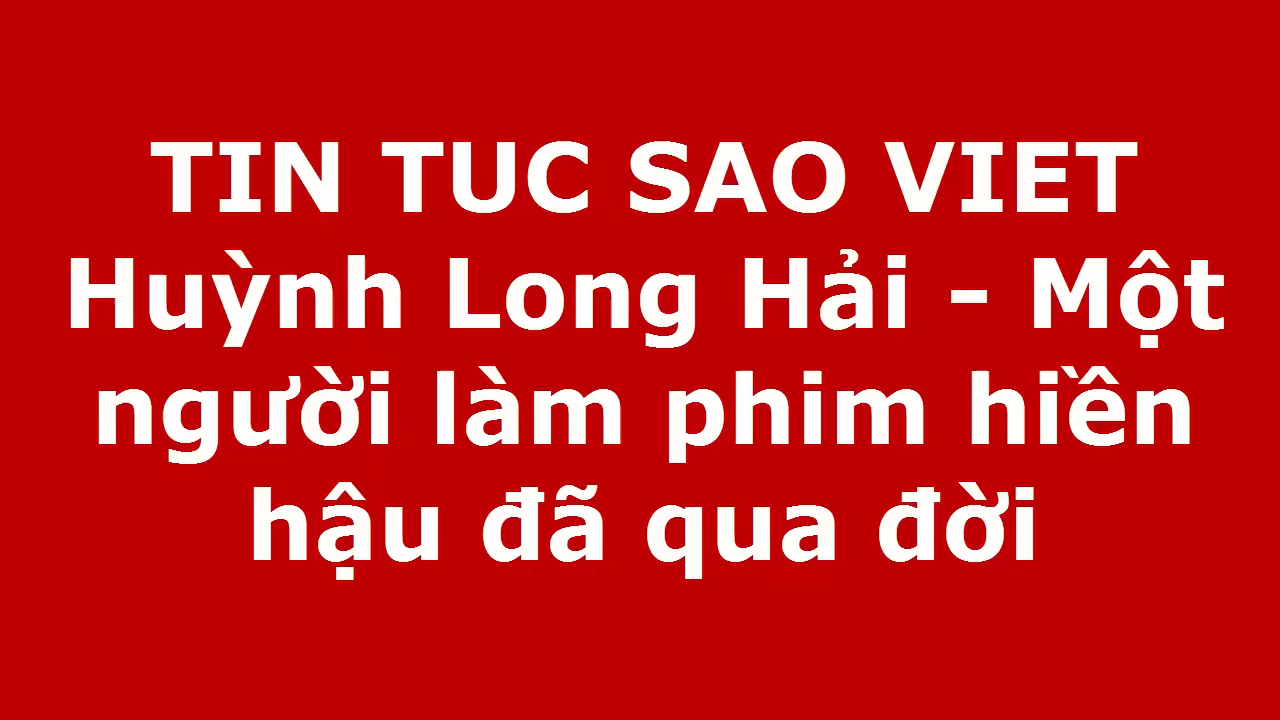 TIN TUC SAO VIET
Huỳnh Long Hải - Một
người làm phim hiền
hậu đã qua đời